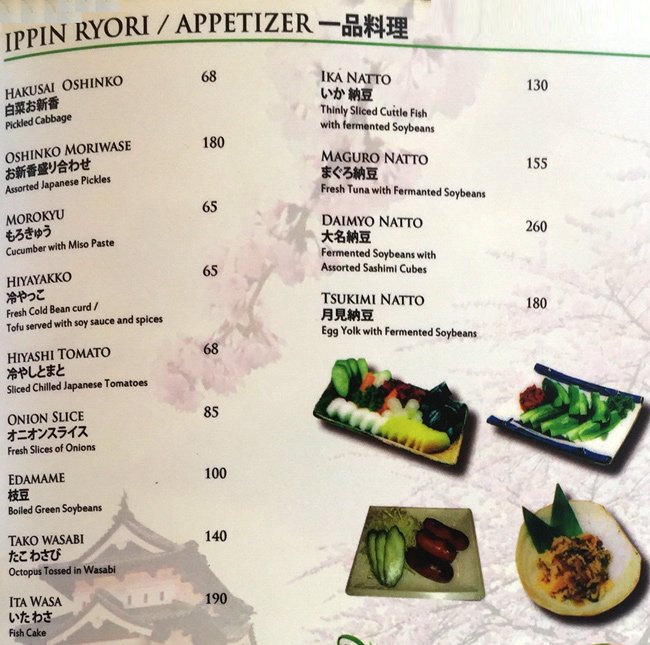 IPPIN RYORI / APPETIZER 一品料理
HAKUSAI OSHINKO 68
白菜お新香
Pickled Cabbage
OSHINKO MORIWASE 180
お新香盛り合わせ
Assorted Japanese Pickles
MOROKYU 65
もろきゅう
Cucumber with Miso Paste
HIYAYAKKO 65
冷やっこ
Fresh Cold Bean curd /
Tofu served with soy sauce and spices
HIYASHI TOMATO 68
冷やしとまと
Sliced Chilled Japanese Tomatoes
ONION SLICE 85
オニオンスライス
Fresh Slices of Onions
EDAMAME 100
枝豆
Boiled Green Soybeans
TAKO WASABI 140
たこ わさび
Octopus Tossed in Wasabi
ITA WASA 190
いた わさ
Fish Cake
IKA NATTO 130
いか 納豆
Thinly Sliced Cuttle Fish
with fermented Soybeans
MAGURO NATTO 155
まぐろ納豆
Fresh Tuna with Fermanted Soybeans
DAIMYO NATTO 260
大名納豆
Fermented Soybeans with
Assorted Sashimi Cubes
TSUKIMI NATTO 180
月見納豆
Egg Yolk with Fermented Soybeans